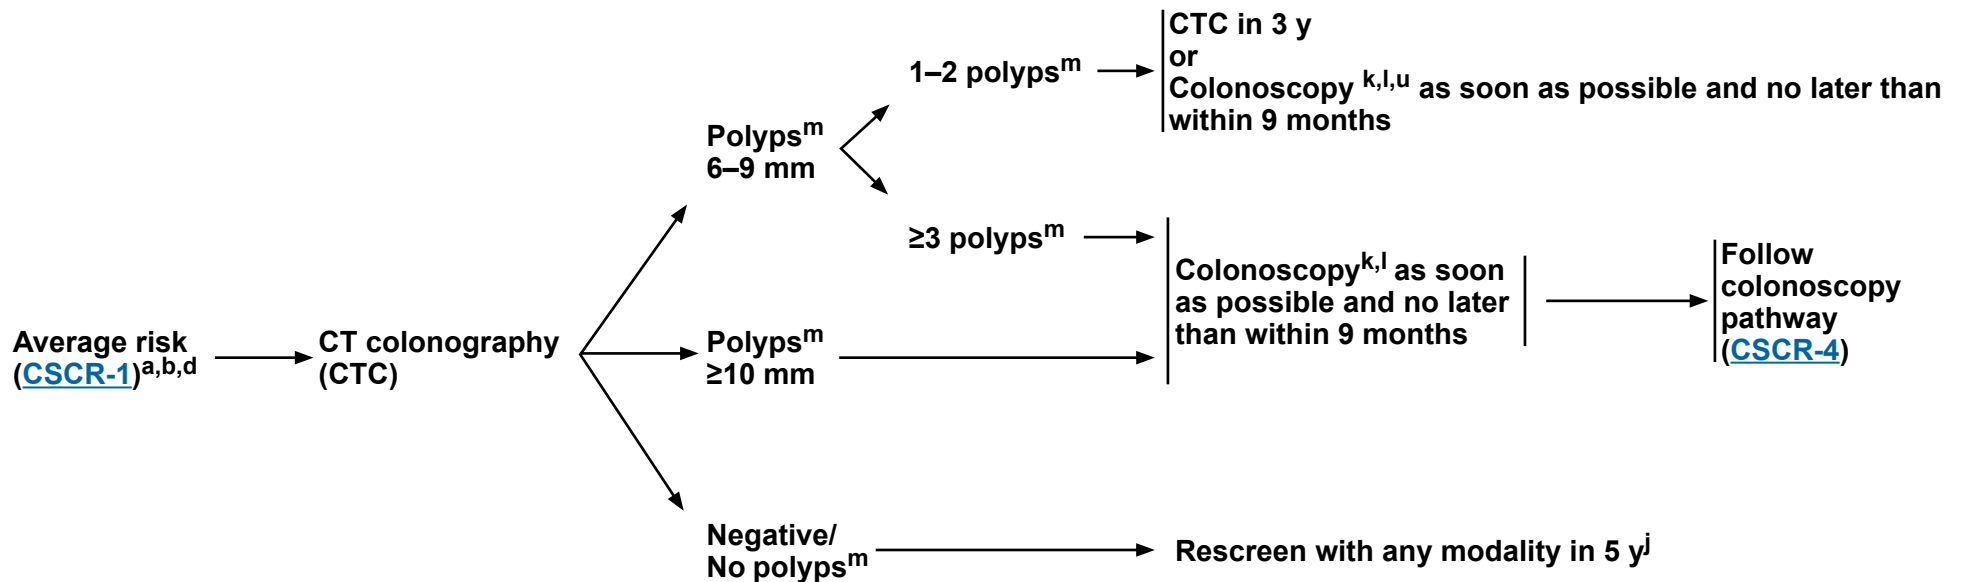 Average risk
(CSCR-1)a,b,d
CT colonography
(CTC)
Polypsm
6–9 mm
1–2 polypsm
CTC in 3 y
or
Colonoscopy k,l,u as soon as possible and no later than
within 9 months
≥3 polypsm
Polypsm
≥10 mm
Colonoscopyk,l as soon
as possible and no later
than within 9 months
Follow
colonoscopy
pathway
(CSCR-4)
Negative/
No polypsm
Rescreen with any modality in 5 yj